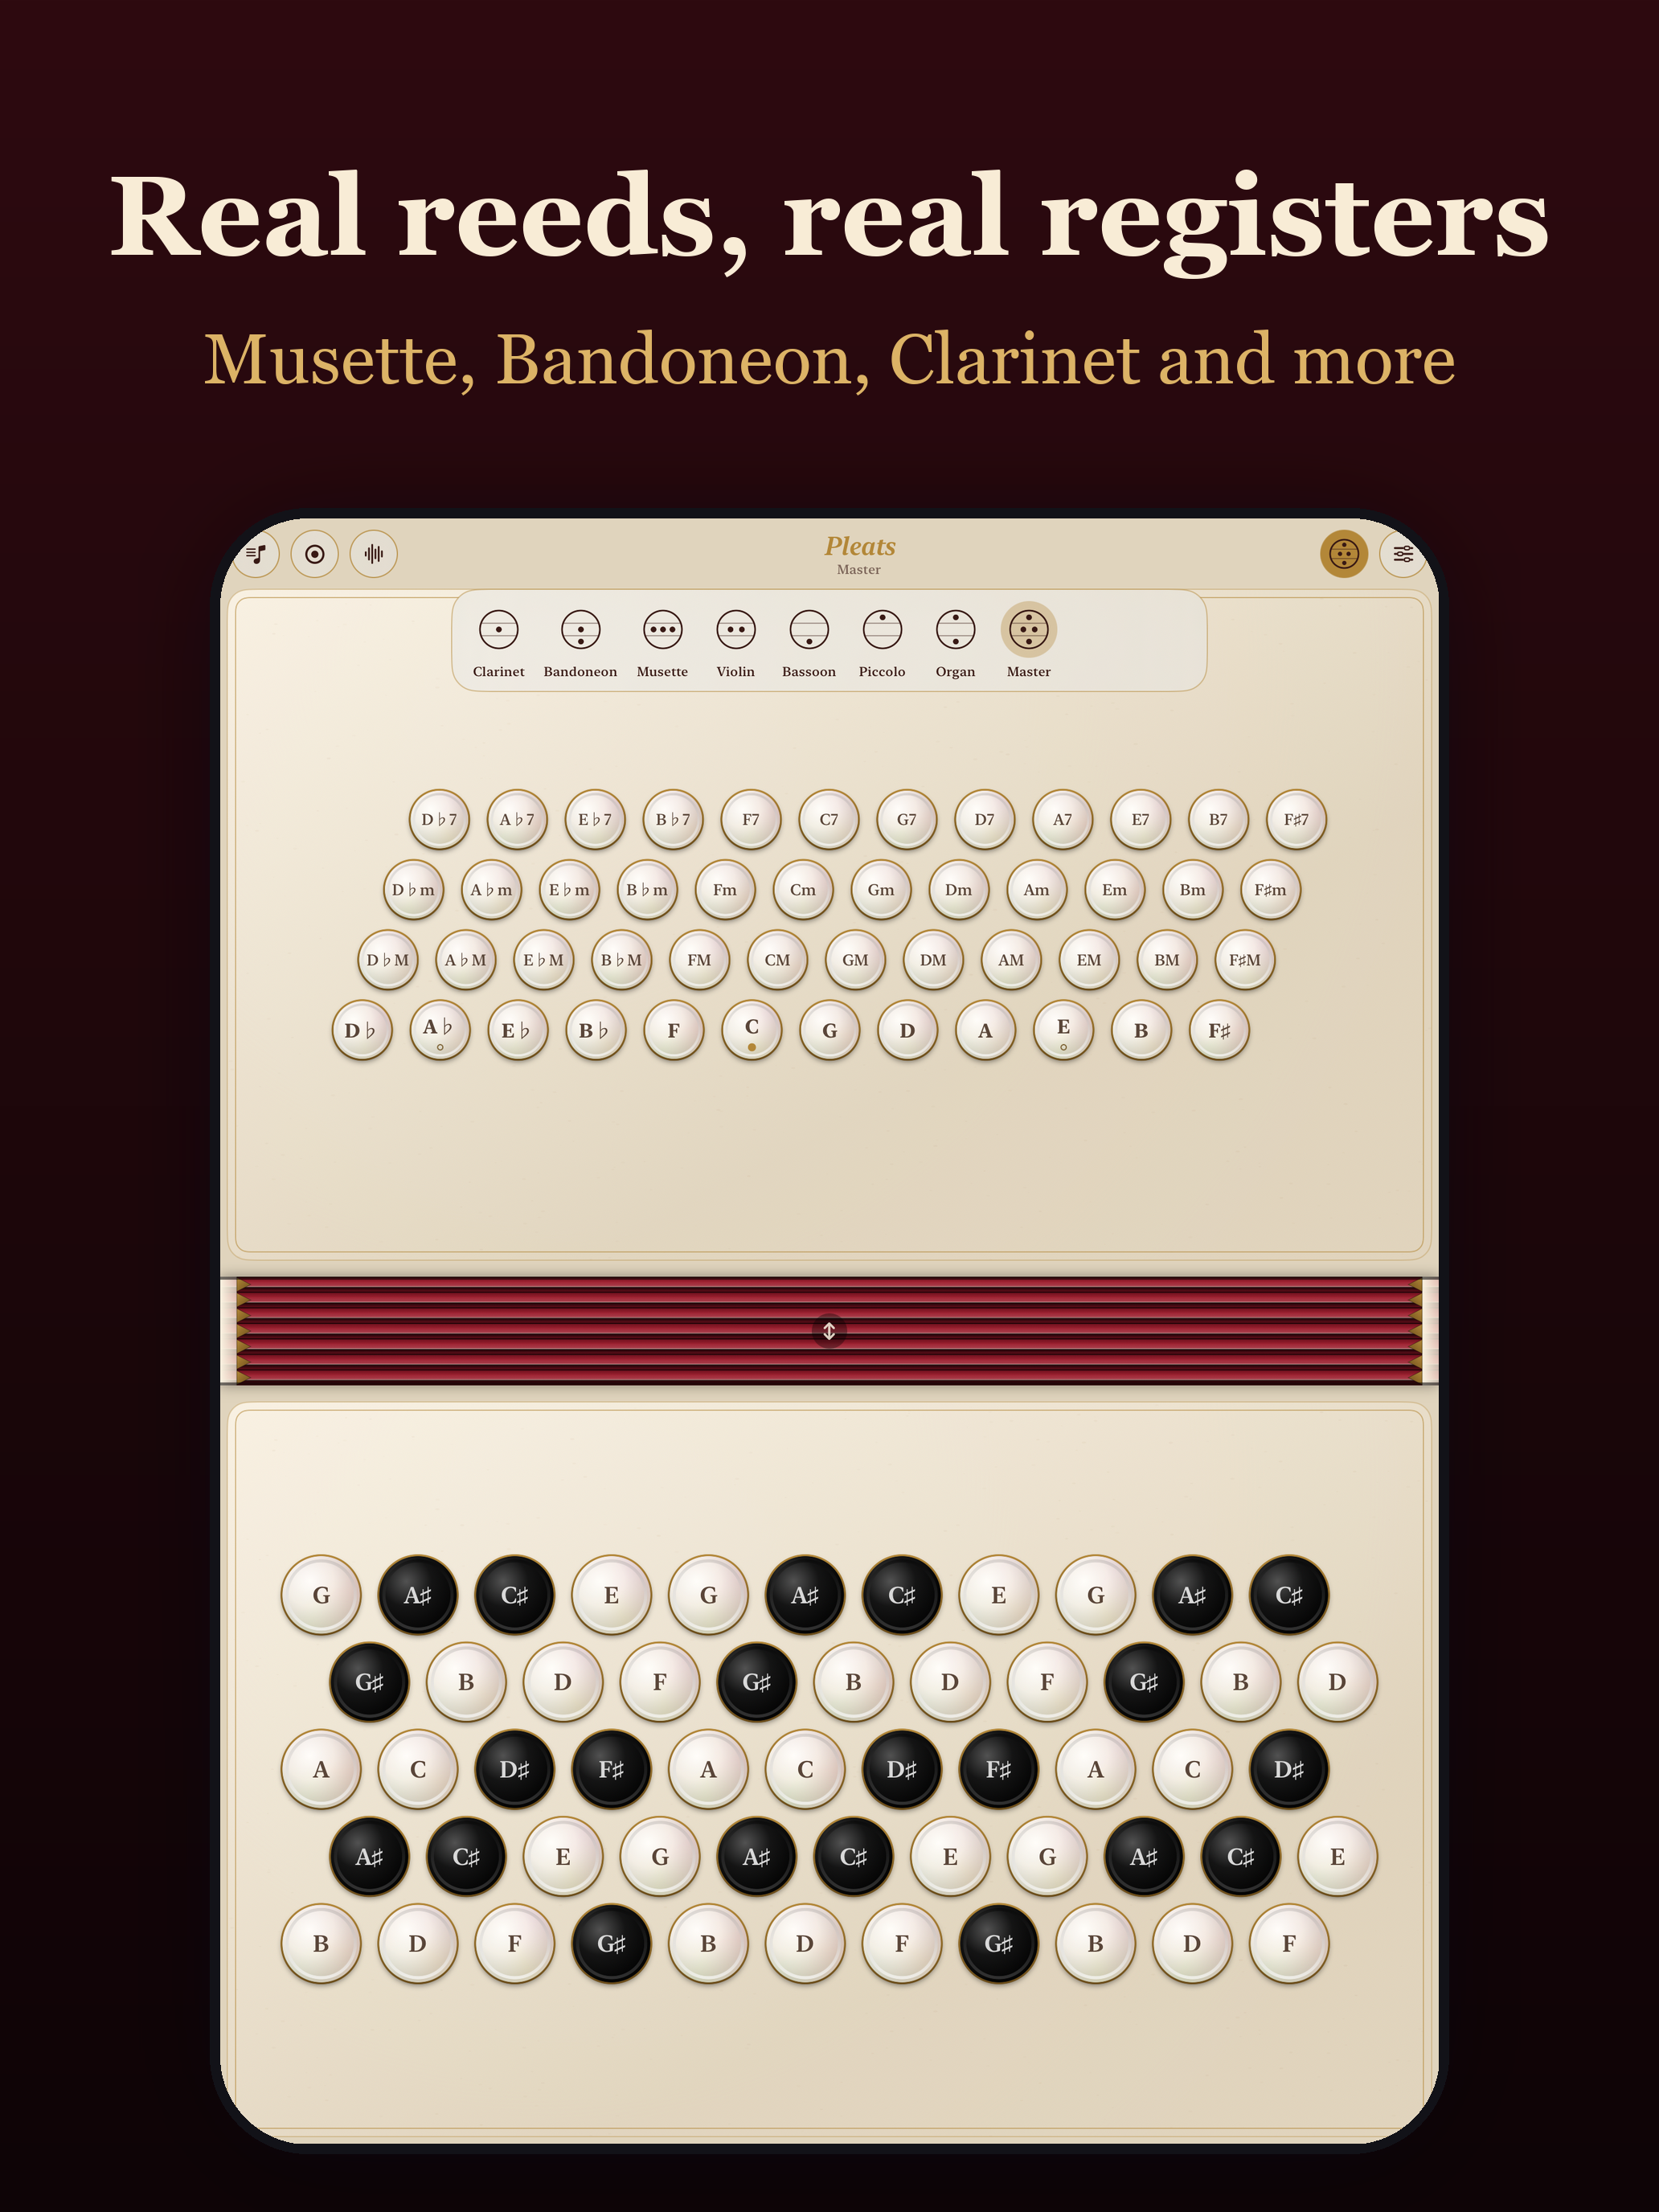 Real reeds, real registers
Musette, Bandoneon, Clarinet and more
Pleats
Master
Clarinet Bandoneon Musette Violin Bassoon Piccolo Organ Master
D♭7 A♭7 E♭7 B♭7 F7 C7 G7 D7 A7 E7 B7 F♯7
D♭m A♭m E♭m B♭m Fm Cm Gm Dm Am Em Bm F♯m
D♭M A♭M E♭M B♭M FM CM GM DM AM EM BM F♯M
D♭ A♭ E♭ B♭ F C G D A E B F♯
G A♯ C♯ E G A♯ C♯ E G A♯ C♯
G♯ B D F G♯ B D F G♯ B D
A C D♯ F♯ A C D♯ F♯ A C D♯
A♯ C♯ E G A♯ C♯ E G A♯ C♯ E
B D F G♯ B D F G♯ B D F